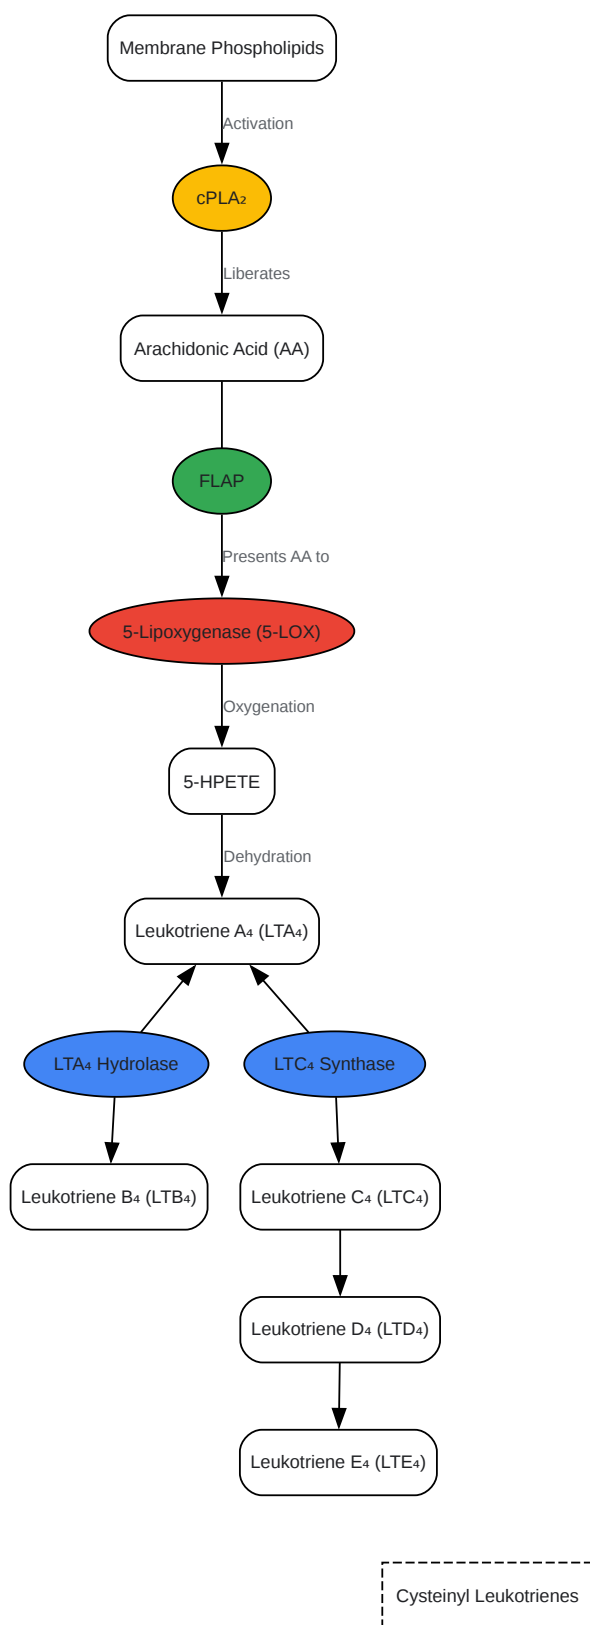 Membrane Phospholipids
Activation
cPLA₂
Liberates
Arachidonic Acid (AA)
FLAP
Presents AA to
5-Lipoxygenase (5-LOX)
Oxygenation
5-HPETE
Dehydration
Leukotriene A₄ (LTA₄)
LTA₄ Hydrolase
LTC₄ Synthase
Leukotriene B₄ (LTB₄)
Leukotriene C₄ (LTC₄)
Leukotriene D₄ (LTD₄)
Leukotriene E₄ (LTE₄)
Cysteinyl Leukotrienes